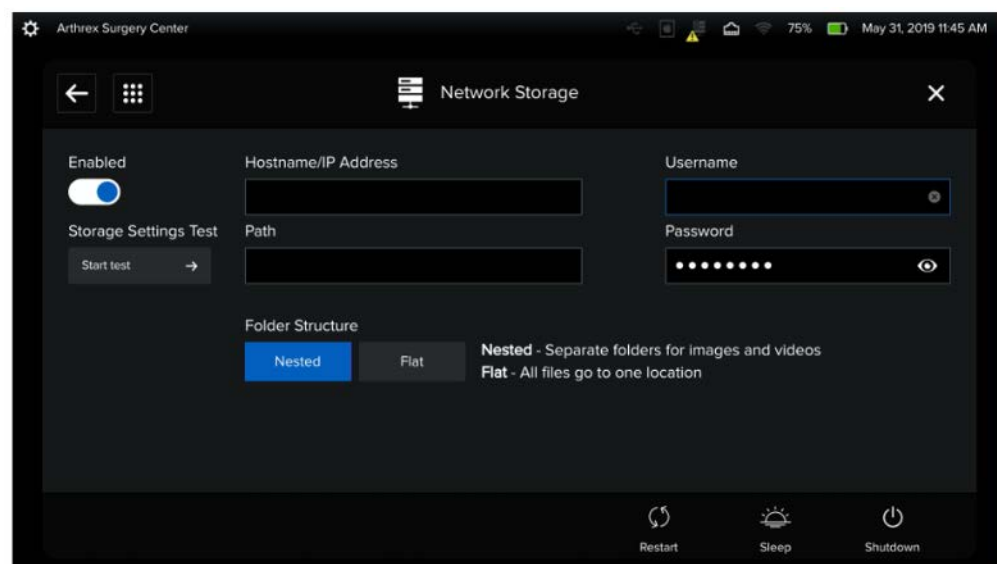 Arthrex Surgery Center 75% May 31, 2019 11:45 AM
Network Storage
Enabled Hostname/IP Address Username
Storage Settings Test Path Password
Start test
Folder Structure
Nested Flat Nested - Separate folders for images and videos
Flat - All files go to one location
Restart Sleep Shutdown